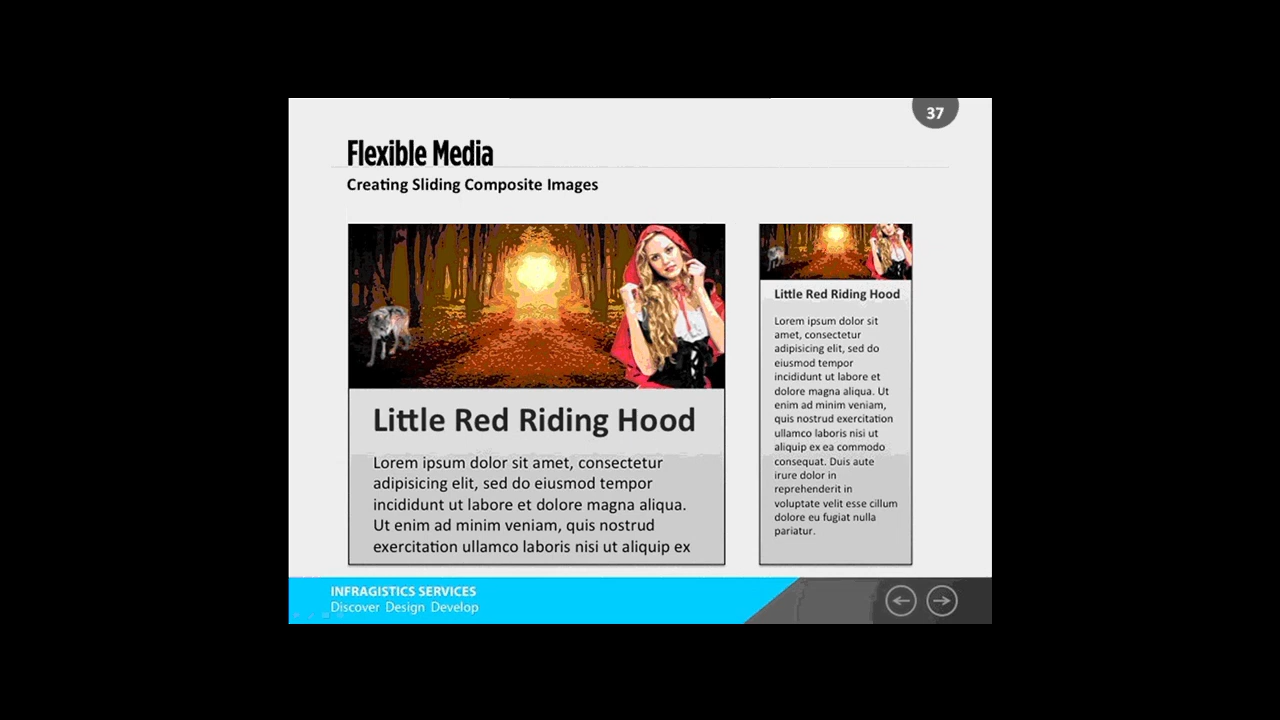 37
Flexible Media
Creating Sliding Composite Images
Little Red Riding Hood
Lorem ipsum dolor sit amet, consectetur
adipisicing elit, sed do eiusmod tempor
incididunt ut labore et dolore magna aliqua.
Ut enim ad minim veniam, quis nostrud
exercitation ullamco laboris nisi ut aliquip ex
Little Red Riding Hood
Lorem ipsum dolor sit
amet, consectetur
adipisicing elit, sed do
eiusmod tempor
incididunt ut labore et
dolore magna aliqua. Ut
enim ad minim veniam,
quis nostrud exercitation
ullamco laboris nisi ut
aliquip ex ea commodo
consequat. Duis aute
irure dolor in
reprehenderit in
voluptate velit esse cillum
dolore eu fugiat nulla
pariatur.
INFRAGISTICS SERVICES
Discover Design Develop